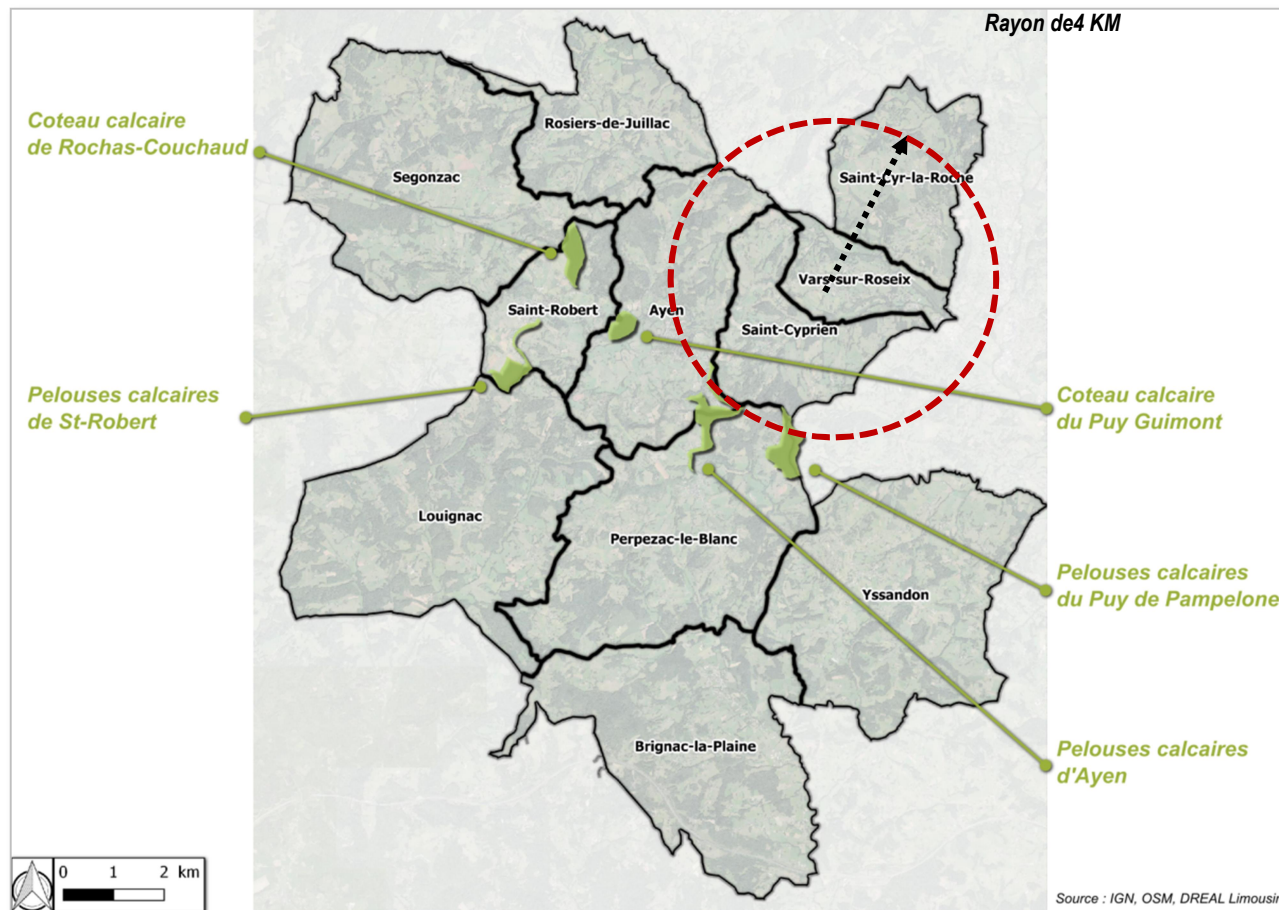 Rayon de4 KM
Coteau calcaire
de Rochas-Couchaud
Rosiers-de-Juillac
Segonzac
Saint-Cyr-la-Roche
Vars-sur-Roseix
Saint-Robert
Ayen
Saint-Cyprien
Pelouses calcaires
de St-Robert
Coteau calcaire
du Puy Guimont
Louignac
Perpezac-le-Blanc
Yssandon
Pelouses calcaires
du Puy de Pampelone
Brignac-la-Plaine
Pelouses calcaires
d'Ayen
0 1 2 km
Source : IGN, OSM, DREAL Limousin